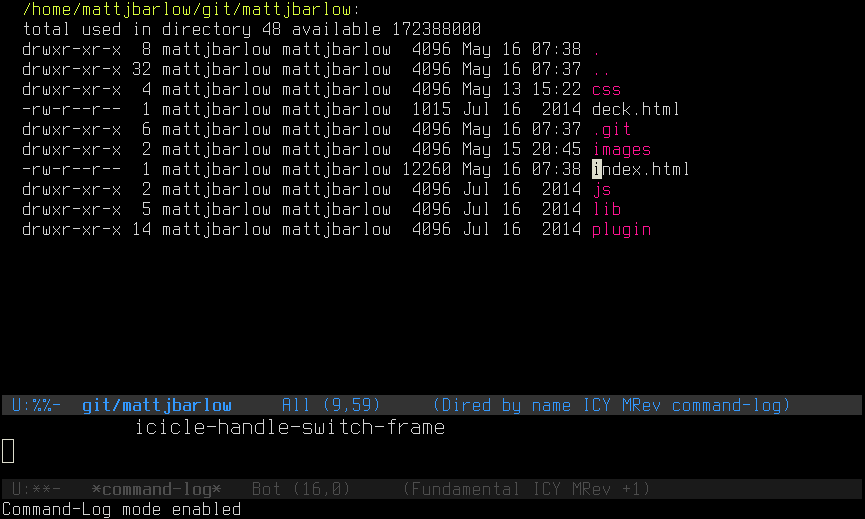 /home/mattjbarlow/git/mattjbarlow:
total used in directory 48 available 172388000
drwxr-xr-x  8 mattjbarlow mattjbarlow  4096 May 16 07:38 .
drwxr-xr-x 32 mattjbarlow mattjbarlow  4096 May 16 07:37 ..
drwxr-xr-x  4 mattjbarlow mattjbarlow  4096 May 13 15:22 css
-rw-r--r--  1 mattjbarlow mattjbarlow  1015 Jul 16  2014 deck.html
drwxr-xr-x  6 mattjbarlow mattjbarlow  4096 May 16 07:37 .git
drwxr-xr-x  2 mattjbarlow mattjbarlow  4096 May 15 20:45 images
-rw-r--r--  1 mattjbarlow mattjbarlow 12260 May 16 07:38 index.html
drwxr-xr-x  2 mattjbarlow mattjbarlow  4096 Jul 16  2014 js
drwxr-xr-x  5 mattjbarlow mattjbarlow  4096 Jul 16  2014 lib
drwxr-xr-x 14 mattjbarlow mattjbarlow  4096 Jul 16  2014 plugin
U:%%-  git/mattjbarlow     All (9,59)     (Dired by name ICY MRev command-log)
icicle-handle-switch-frame
U:**-   *command-log*   Bot (16,0)     (Fundamental ICY MRev +1)
Command-Log mode enabled